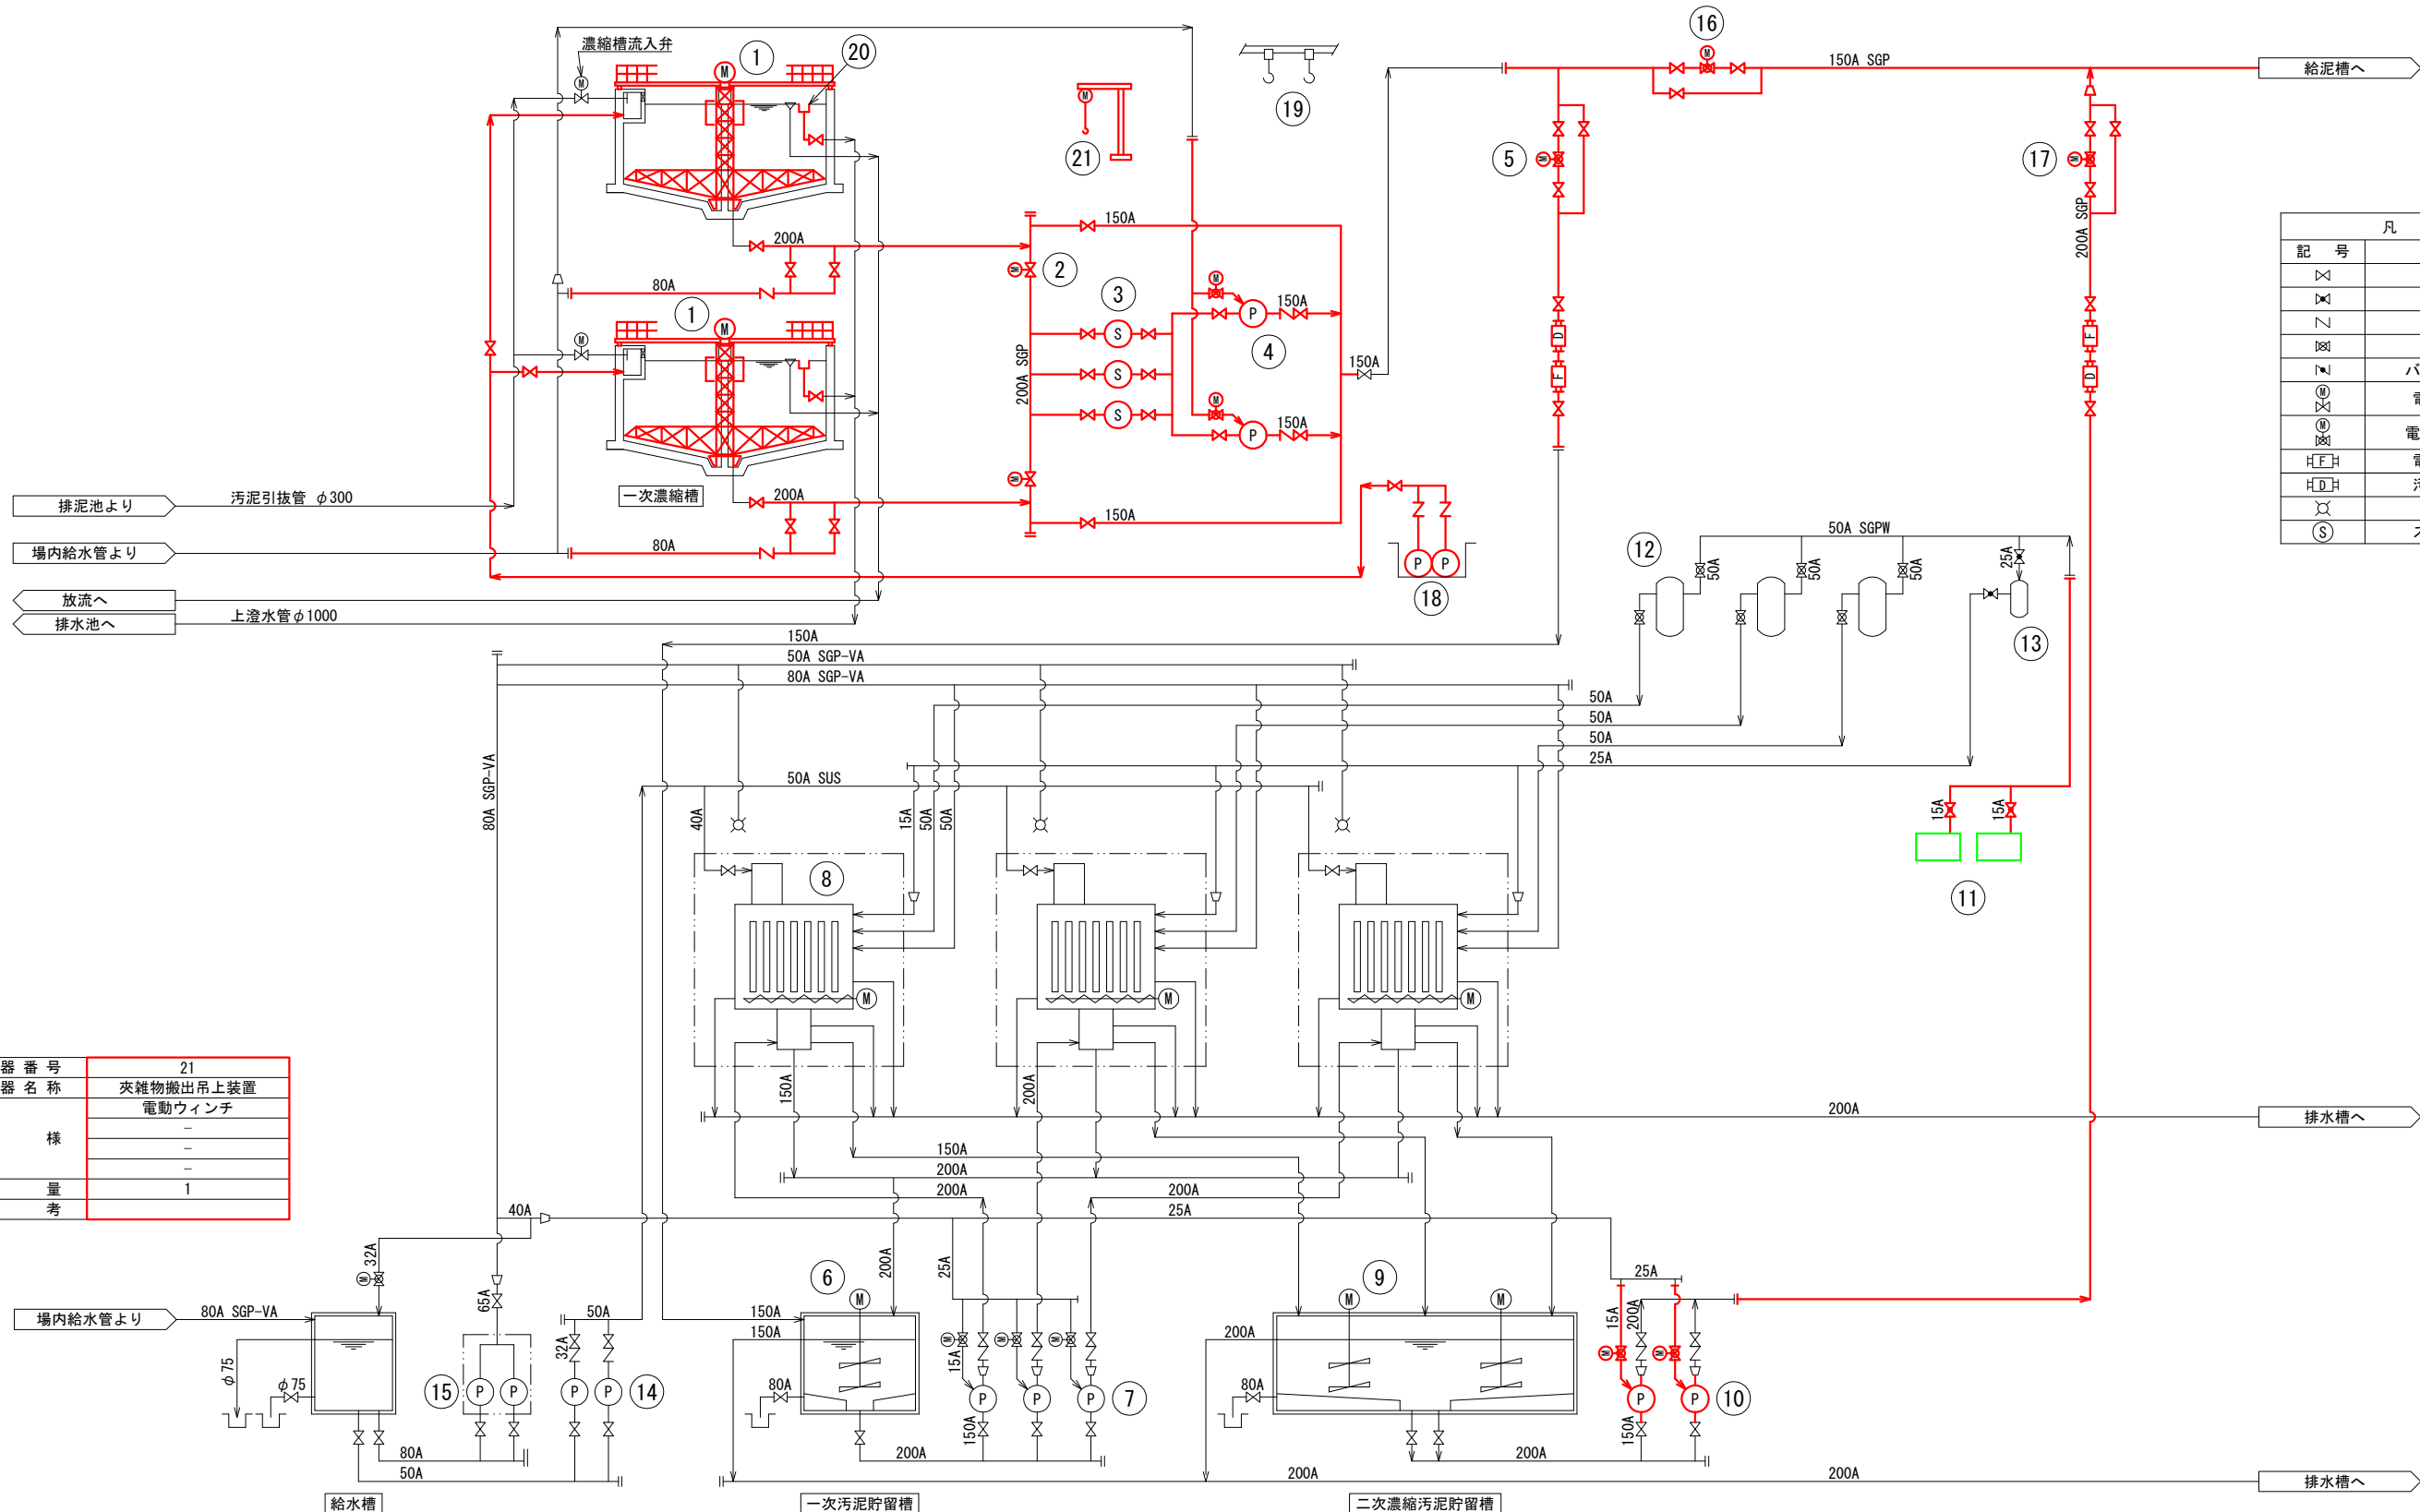 濃縮槽流入弁
M
1
20
M
16
M
150A SGP
給泥槽へ
19
M
21
5
M
17
M
凡
記 号
200A SGP
150A
200A
M
2
80A
3
M
150A
1
M
M
S
P
4
S
150A
200A SGP
M
S
150A
P
D
F
F
D
バ
電
M
電
M
F
電
D
汚
S
ス
排泥池より
汚泥引抜管 φ300
一次濃縮槽
M
200A
150A
場内給水管より
80A
P
P
18
50A SGPW
12
50A
50A
50A
25A
13
放流へ
排水池へ
上澄水管φ1000
150A
50A SGP-VA
80A SGP-VA
50A
50A
50A
25A
50A SUS
80A SGP-VA
40A
15A
50A
50A
15A
15A
11
8
M
M
M
器 番 号
21
器 名 称
夾雑物搬出吊上装置
電動ウィンチ
様
-
-
-
量
1
考
150A
200A
200A
排水槽へ
150A
200A
200A
200A
40A
25A
32A
M
65A
50A
32A
200A
25A
6
M
9
M
M
25A
場内給水管より
80A SGP-VA
150A
150A
200A
15A
200A
M
M
M
15A
M
M
φ75
φ75
15
P
P
P
P
14
80A
P
P
P
7
80A
P
P
10
150A
150A
80A
50A
200A
200A
200A
200A
排水槽へ
給水槽
一次汚泥貯留槽
二次濃縮汚泥貯留槽